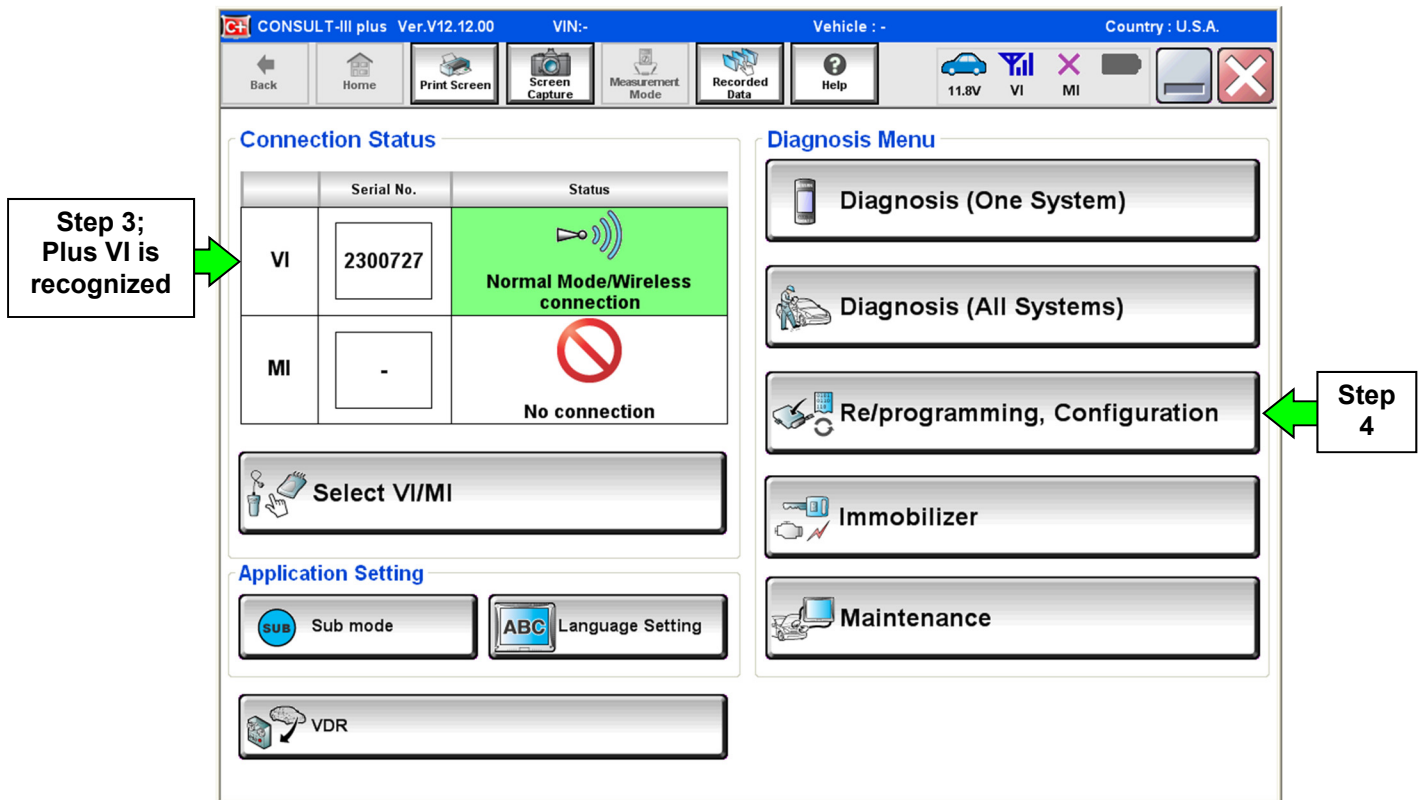 C+ CONSULT-III plus Ver.V12.12.00 VIN:- Vehicle : - Country : U.S.A.
Back
Home
Print Screen
Screen
Capture
Measurement
Mode
Recorded
Data
Help
11.8V
VI
MI
Connection Status
Serial No.
Status
VI
2300727
Normal Mode/Wireless
connection
MI
-
No connection
Select VI/MI
Application Setting
SUB
Sub mode
ABC
Language Setting
VDR
Diagnosis Menu
Diagnosis (One System)
Diagnosis (All Systems)
Re/programming, Configuration
Immobilizer
Maintenance
Step 3;
Plus VI is
recognized
Step
4